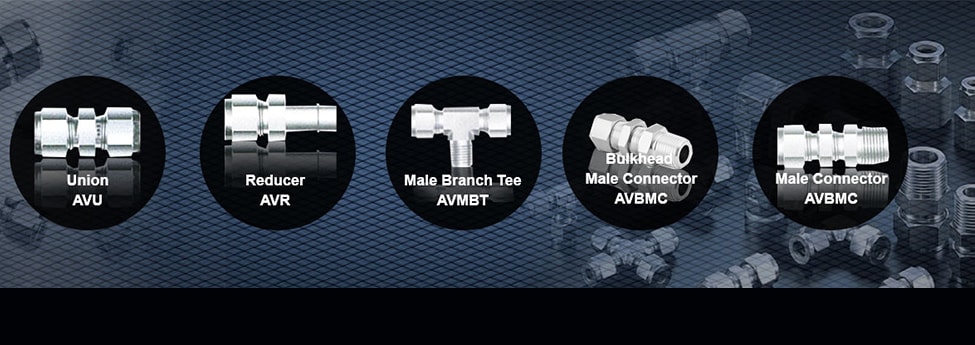 Union
AVU
Reducer
AVR
Male Branch Tee
AVMBT
Bulkhead
Male Connector
AVBMC
Male Connector
AVBMC